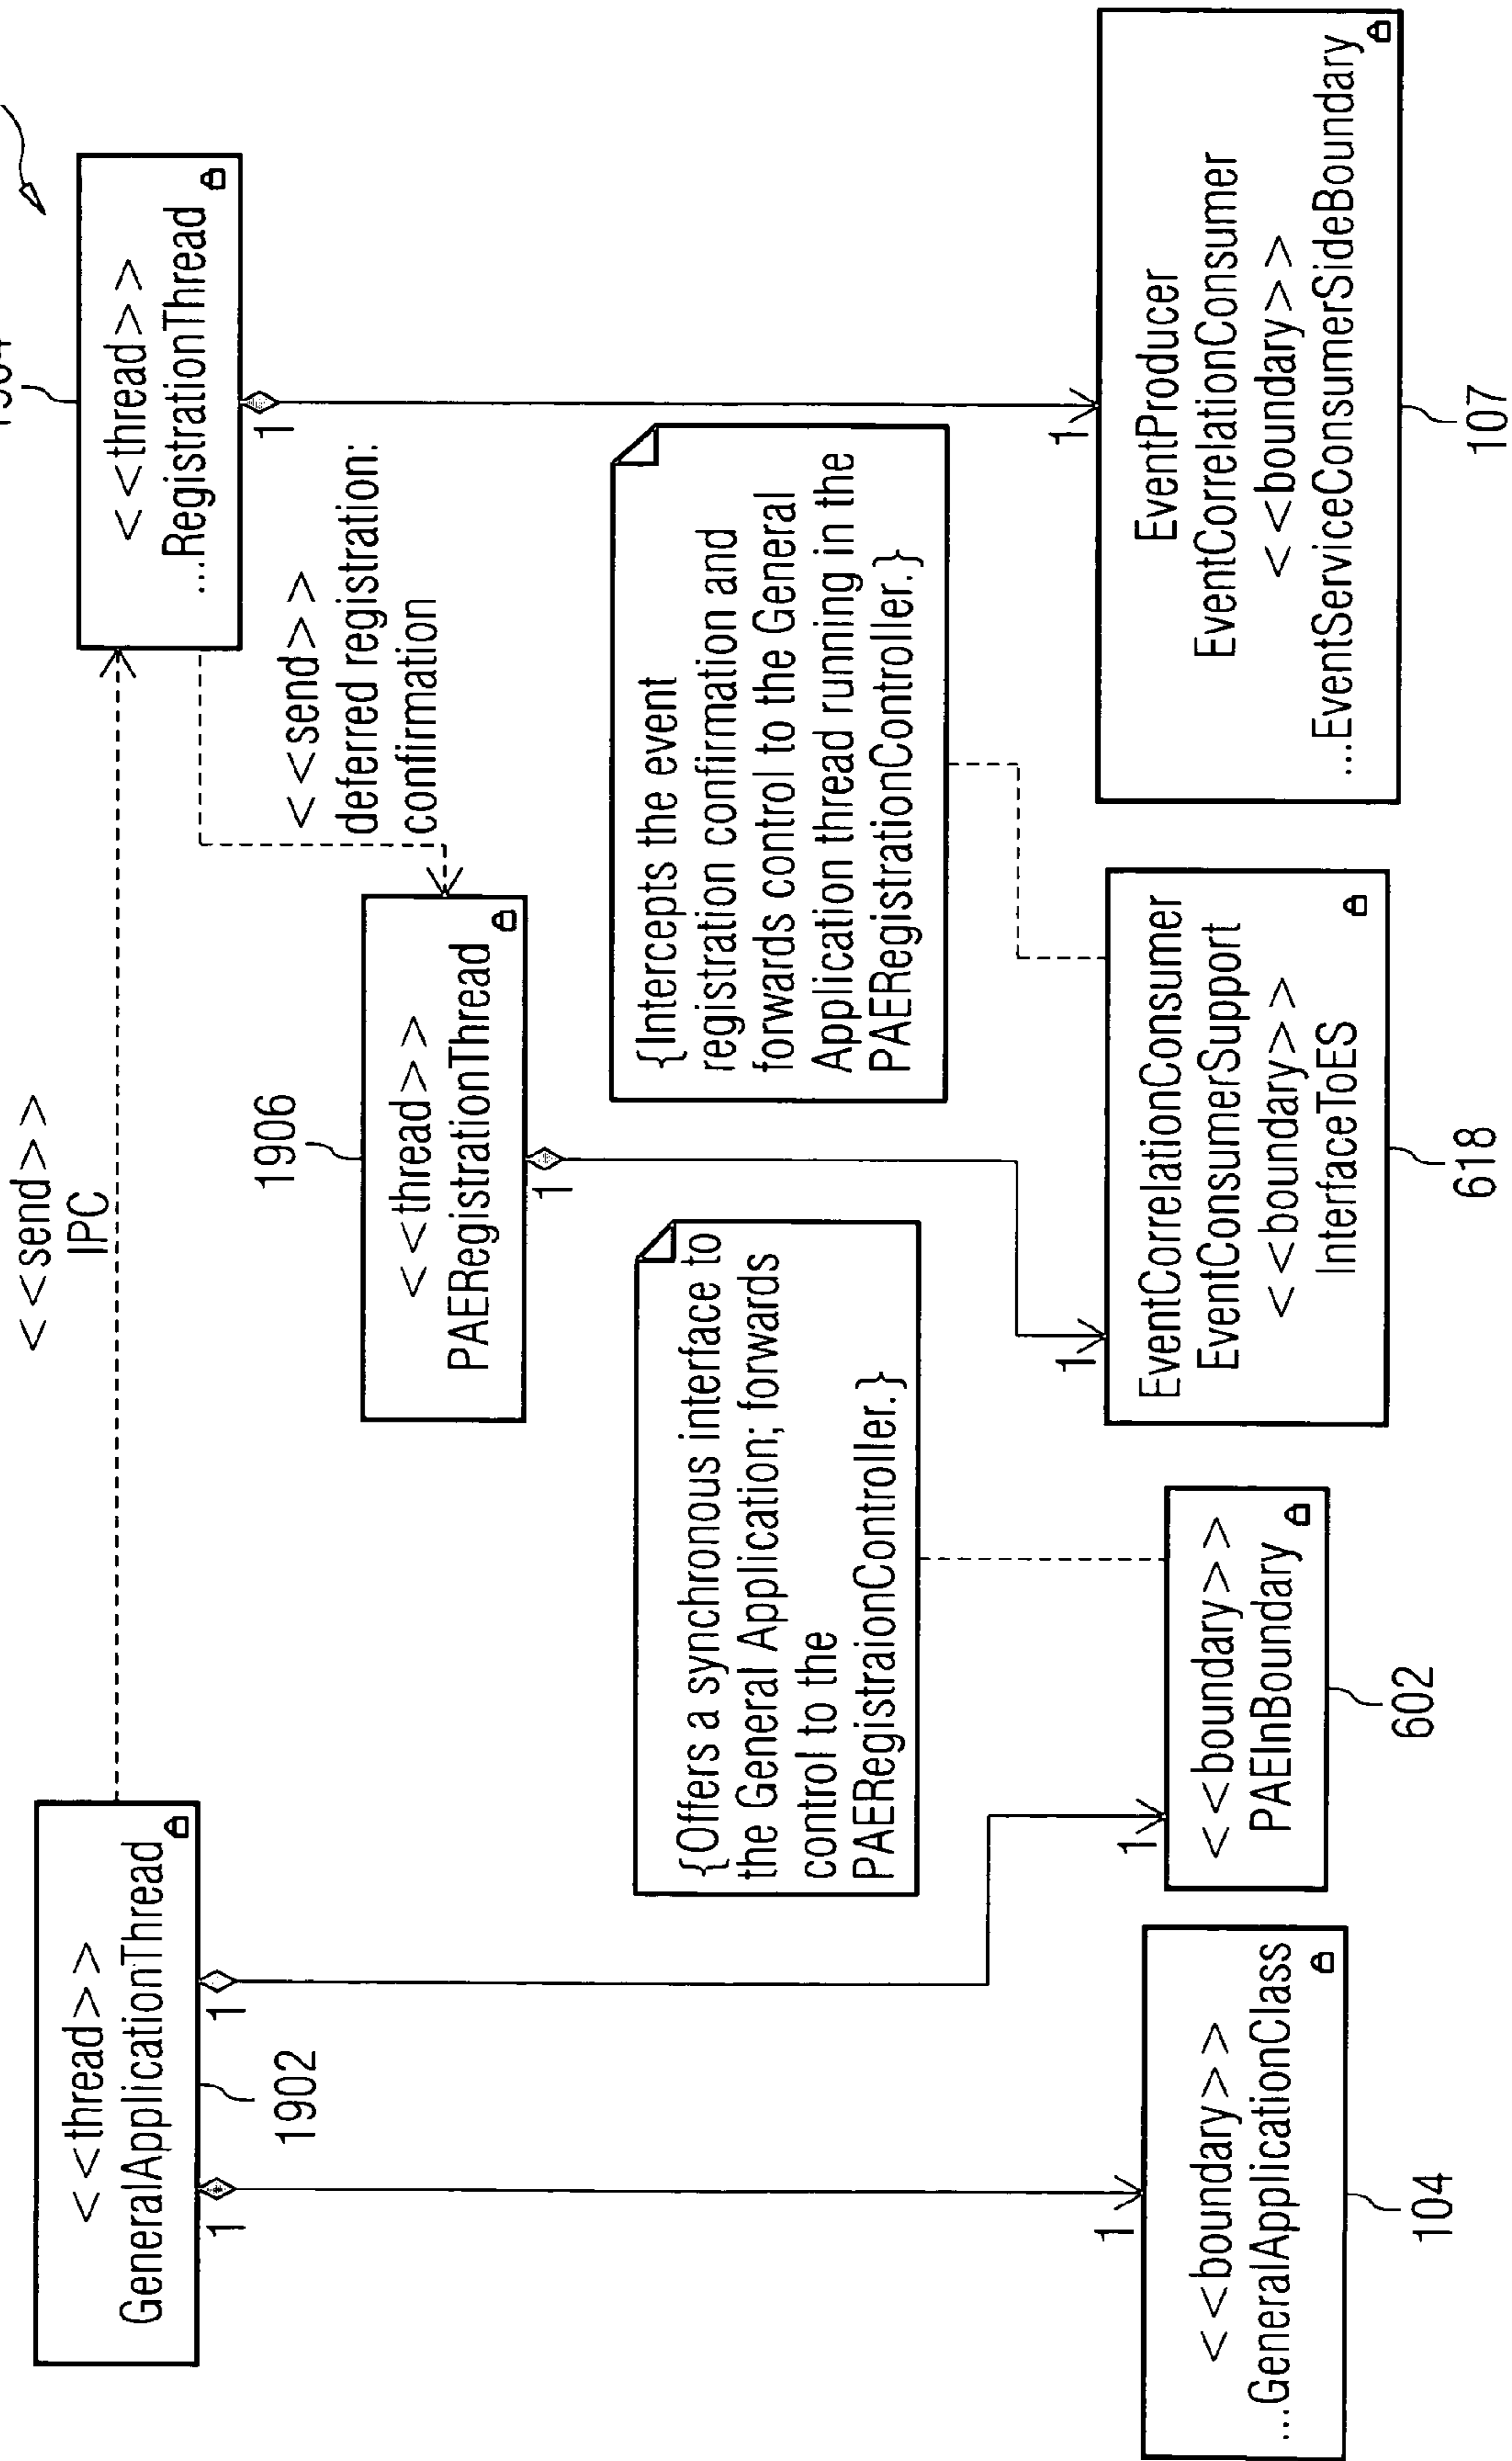 <<thread>>
GeneralApplicationThread
1902
<<send>>
IPC
<<thread>>
...RegistrationThread
<<send>>
deferred registration:
confirmation
1906
<<thread>>
PAERegistrationThread
1
1
1
1
{Offers a synchronous interface to
the General Application; forwards
control to the
PAERegistraionController.}
{Intercepts the event
registration confirmation and
forwards control to the General
Application thread running in the
PAERegistrationController.}
1
1
1
1
<<boundary>>
...GeneralApplicationClass
104
<<boundary>>
PAEInBoundary
602
EventCorrelationConsumer
EventConsumerSupport
<<boundary>>
InterfaceToES
618
EventProducer
EventCorrelationConsumer
<<boundary>>
...EventServiceConsumerSideBoundary
107